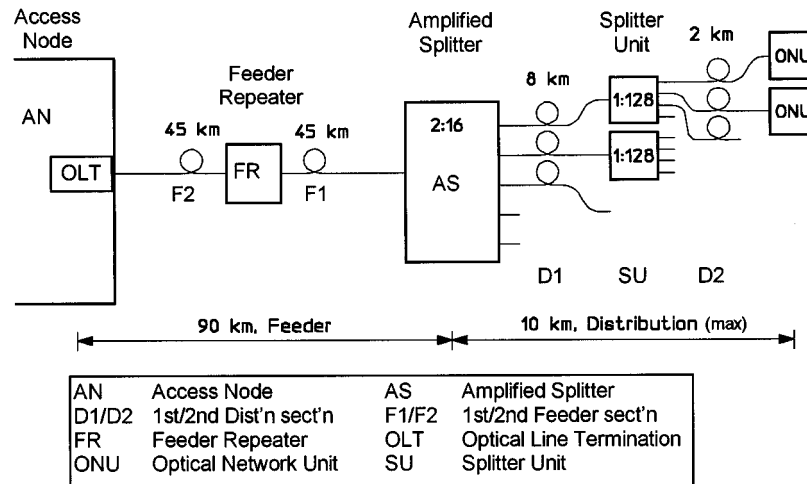 Access
Node
Amplified
Splitter
Splitter
Unit
2 km
Feeder
Repeater
8 km
ONU
AN
45 km
45 km
2:16
1:128
ONU
1:128
OLT
FR
AS
F2
F1
D1
SU
D2
90 km, Feeder
10 km, Distribution (max)
AN Access Node AS Amplified Splitter
D1/D2 1st/2nd Dist'n sect'n F1/F2 1st/2nd Feeder sect'n
FR Feeder Repeater OLT Optical Line Termination
ONU Optical Network Unit SU Splitter Unit